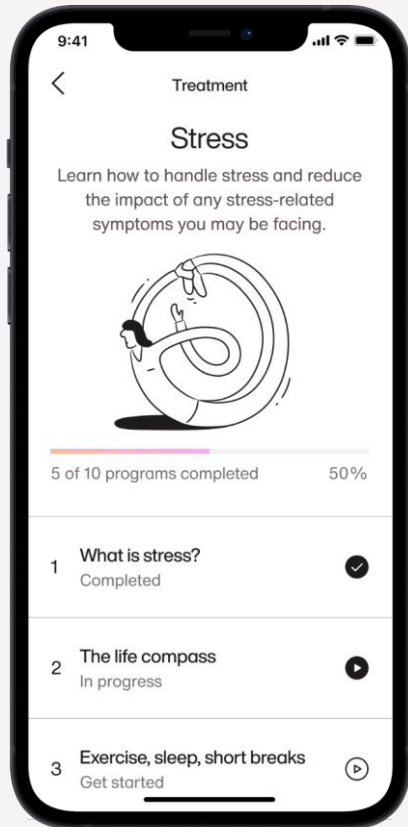 9:41
Treatment
Stress
Learn how to handle stress and reduce
the impact of any stress-related
symptoms you may be facing.
5 of 10 programs completed 50%
1 What is stress?
Completed
2 The life compass
In progress
3 Exercise, sleep, short breaks
Get started